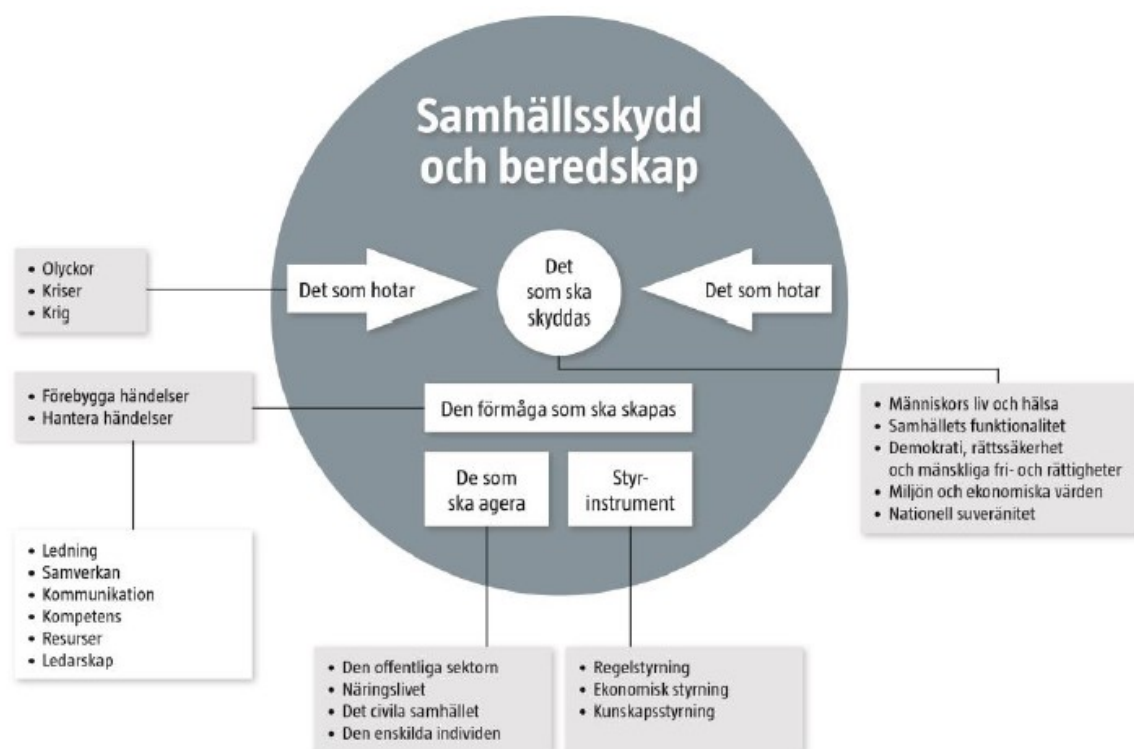 Samhällsskydd
och beredskap
• Olyckor
• Kriser
• Krig
Det som hotar
Det
som ska
skyddas
Det som hotar
• Förebygga händelser
• Hantera händelser
Den förmåga som ska skapas
• Människors liv och hälsa
• Samhällets funktionalitet
• Demokrati, rättssäkerhet
och mänskliga fri- och rättigheter
• Miljön och ekonomiska värden
• Nationell suveränitet
De som
ska agera
Styr-
instrument
• Ledning
• Samverkan
• Kommunikation
• Kompetens
• Resurser
• Ledarskap
• Den offentliga sektorn
• Näringslivet
• Det civila samhället
• Den enskilda individen
• Regelstyrning
• Ekonomisk styrning
• Kunskapsstyrning